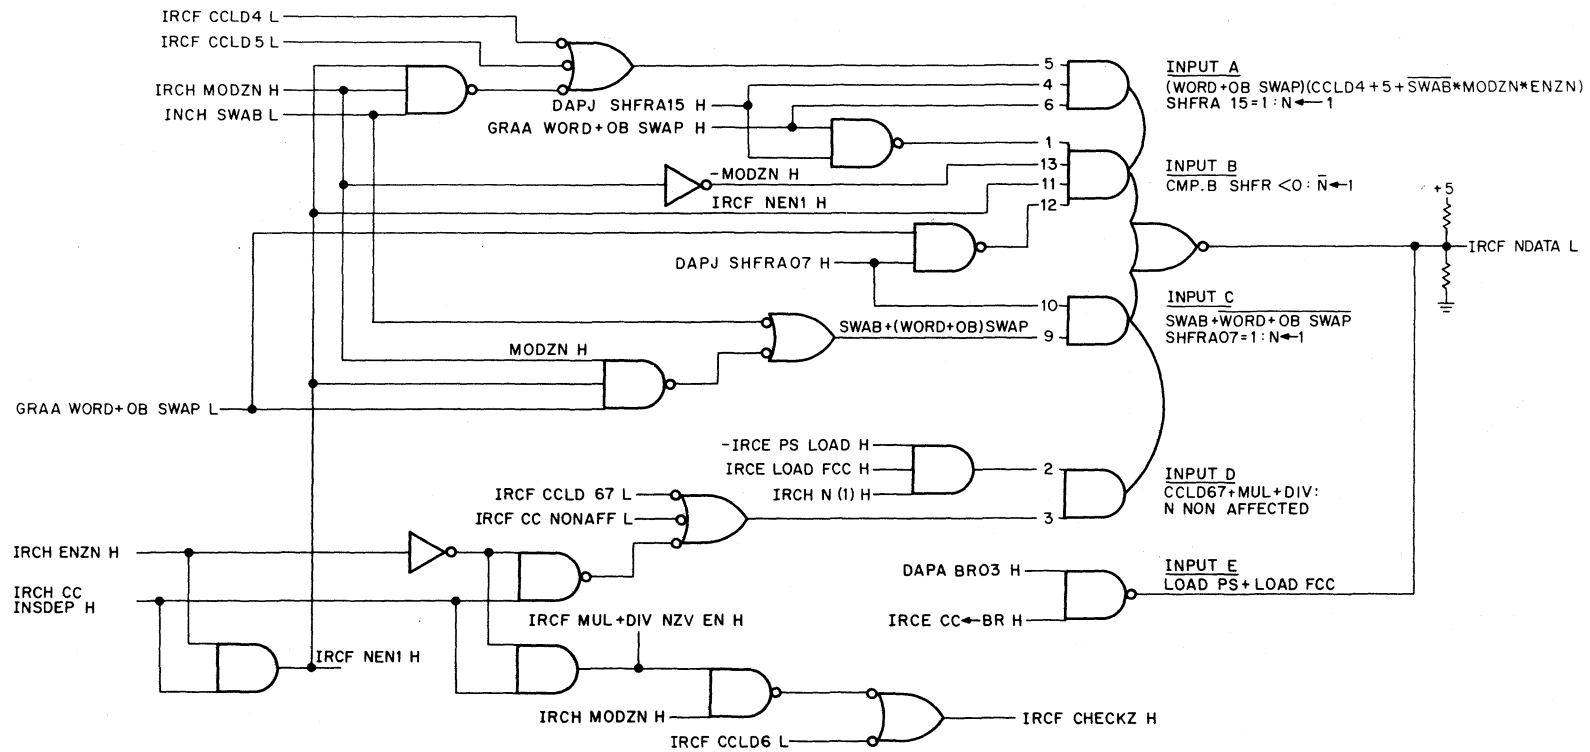 IRCF CCLD4 L
IRCF CCLD5 L
IRCH MODZN H
INCH SWAB L
DAPJ SHFRA15 H
GRAA WORD+OB SWAP H
5
4
6
INPUT A
(WORD+OB SWAP)(CCLD4+5+SWAB*MODZN*ENZN)
SHFRA 15=1:N←1
1
13
11
12
-MODZN H
IRCF NEN1 H
INPUT B
CMP.B SHFR <0: N←1
+5
IRCF NDATA L
DAPJ SHFRA07 H
10
9
SWAB+(WORD+OB)SWAP
INPUT C
SWAB+WORD+OB SWAP
SHFRA07=1:N←1
MODZN H
GRAA WORD+OB SWAP L
-IRCE PS LOAD H
IRCE LOAD FCC H
IRCH N (1) H
2
3
INPUT D
CCLD67+MUL+DIV:
N NON AFFECTED
IRCF CCLD 67 L
IRCF CC NONAFF L
IRCH ENZN H
IRCH CC
INSDEP H
DAPA BR03 H
IRCE CC←BR H
INPUT E
LOAD PS+LOAD FCC
IRCF MUL+DIV NZV EN H
IRCF NEN1 H
IRCH MODZN H
IRCF CCLD6 L
IRCF CHECKZ H